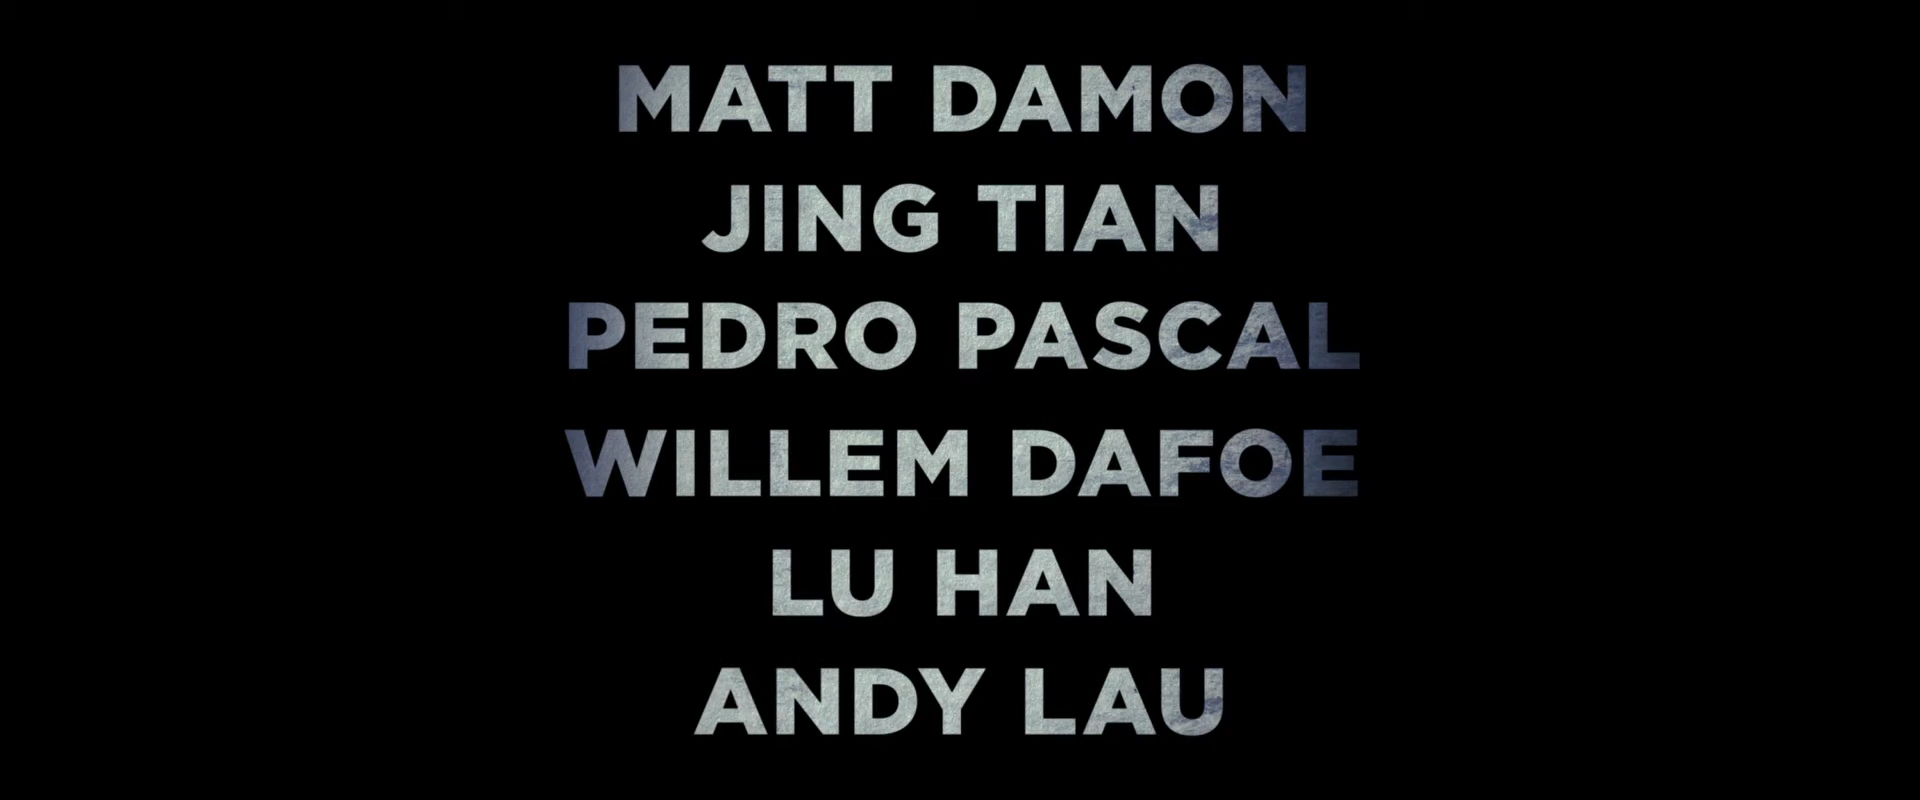 MATT DAMON
JING TIAN
PEDRO PASCAL
WILLEM DAFOE
LU HAN
ANDY LAU